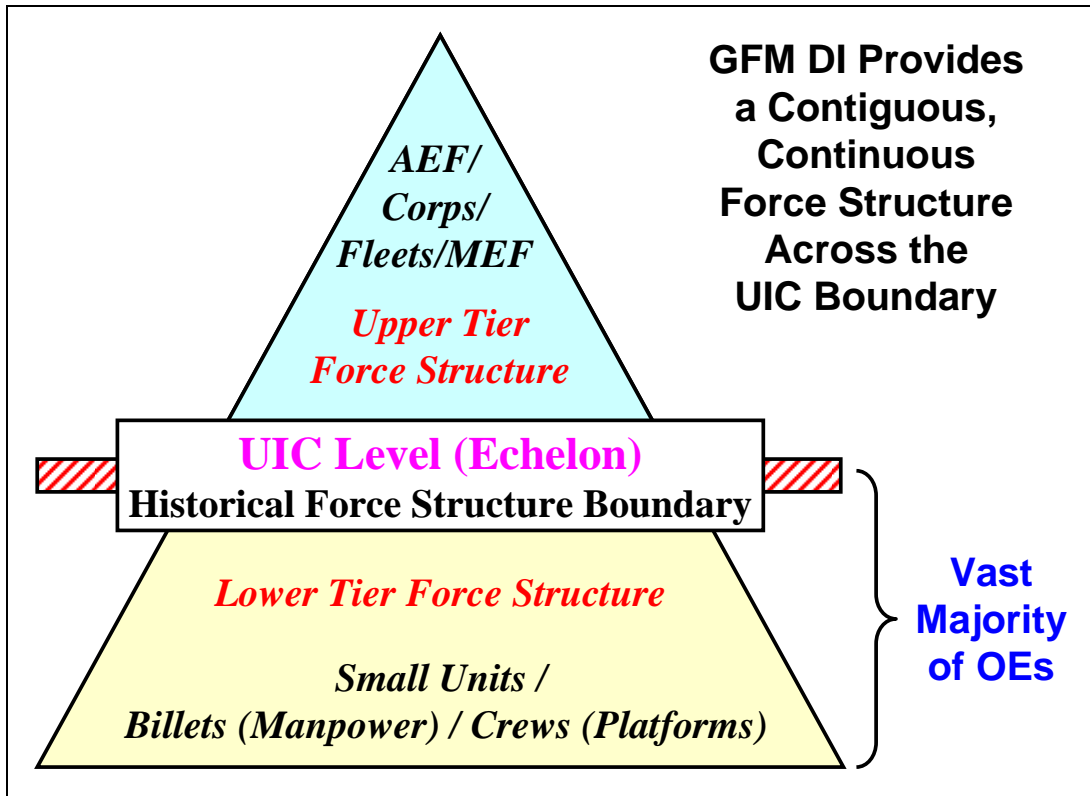 GFM DI Provides
a Contiguous,
Continuous
Force Structure
Across the
UIC Boundary
AEF/
Corps/
Fleets/MEF
Upper Tier
Force Structure
UIC Level (Echelon)
Historical Force Structure Boundary
Lower Tier Force Structure
Small Units /
Billets (Manpower) / Crews (Platforms)
Vast
Majority
of OEs